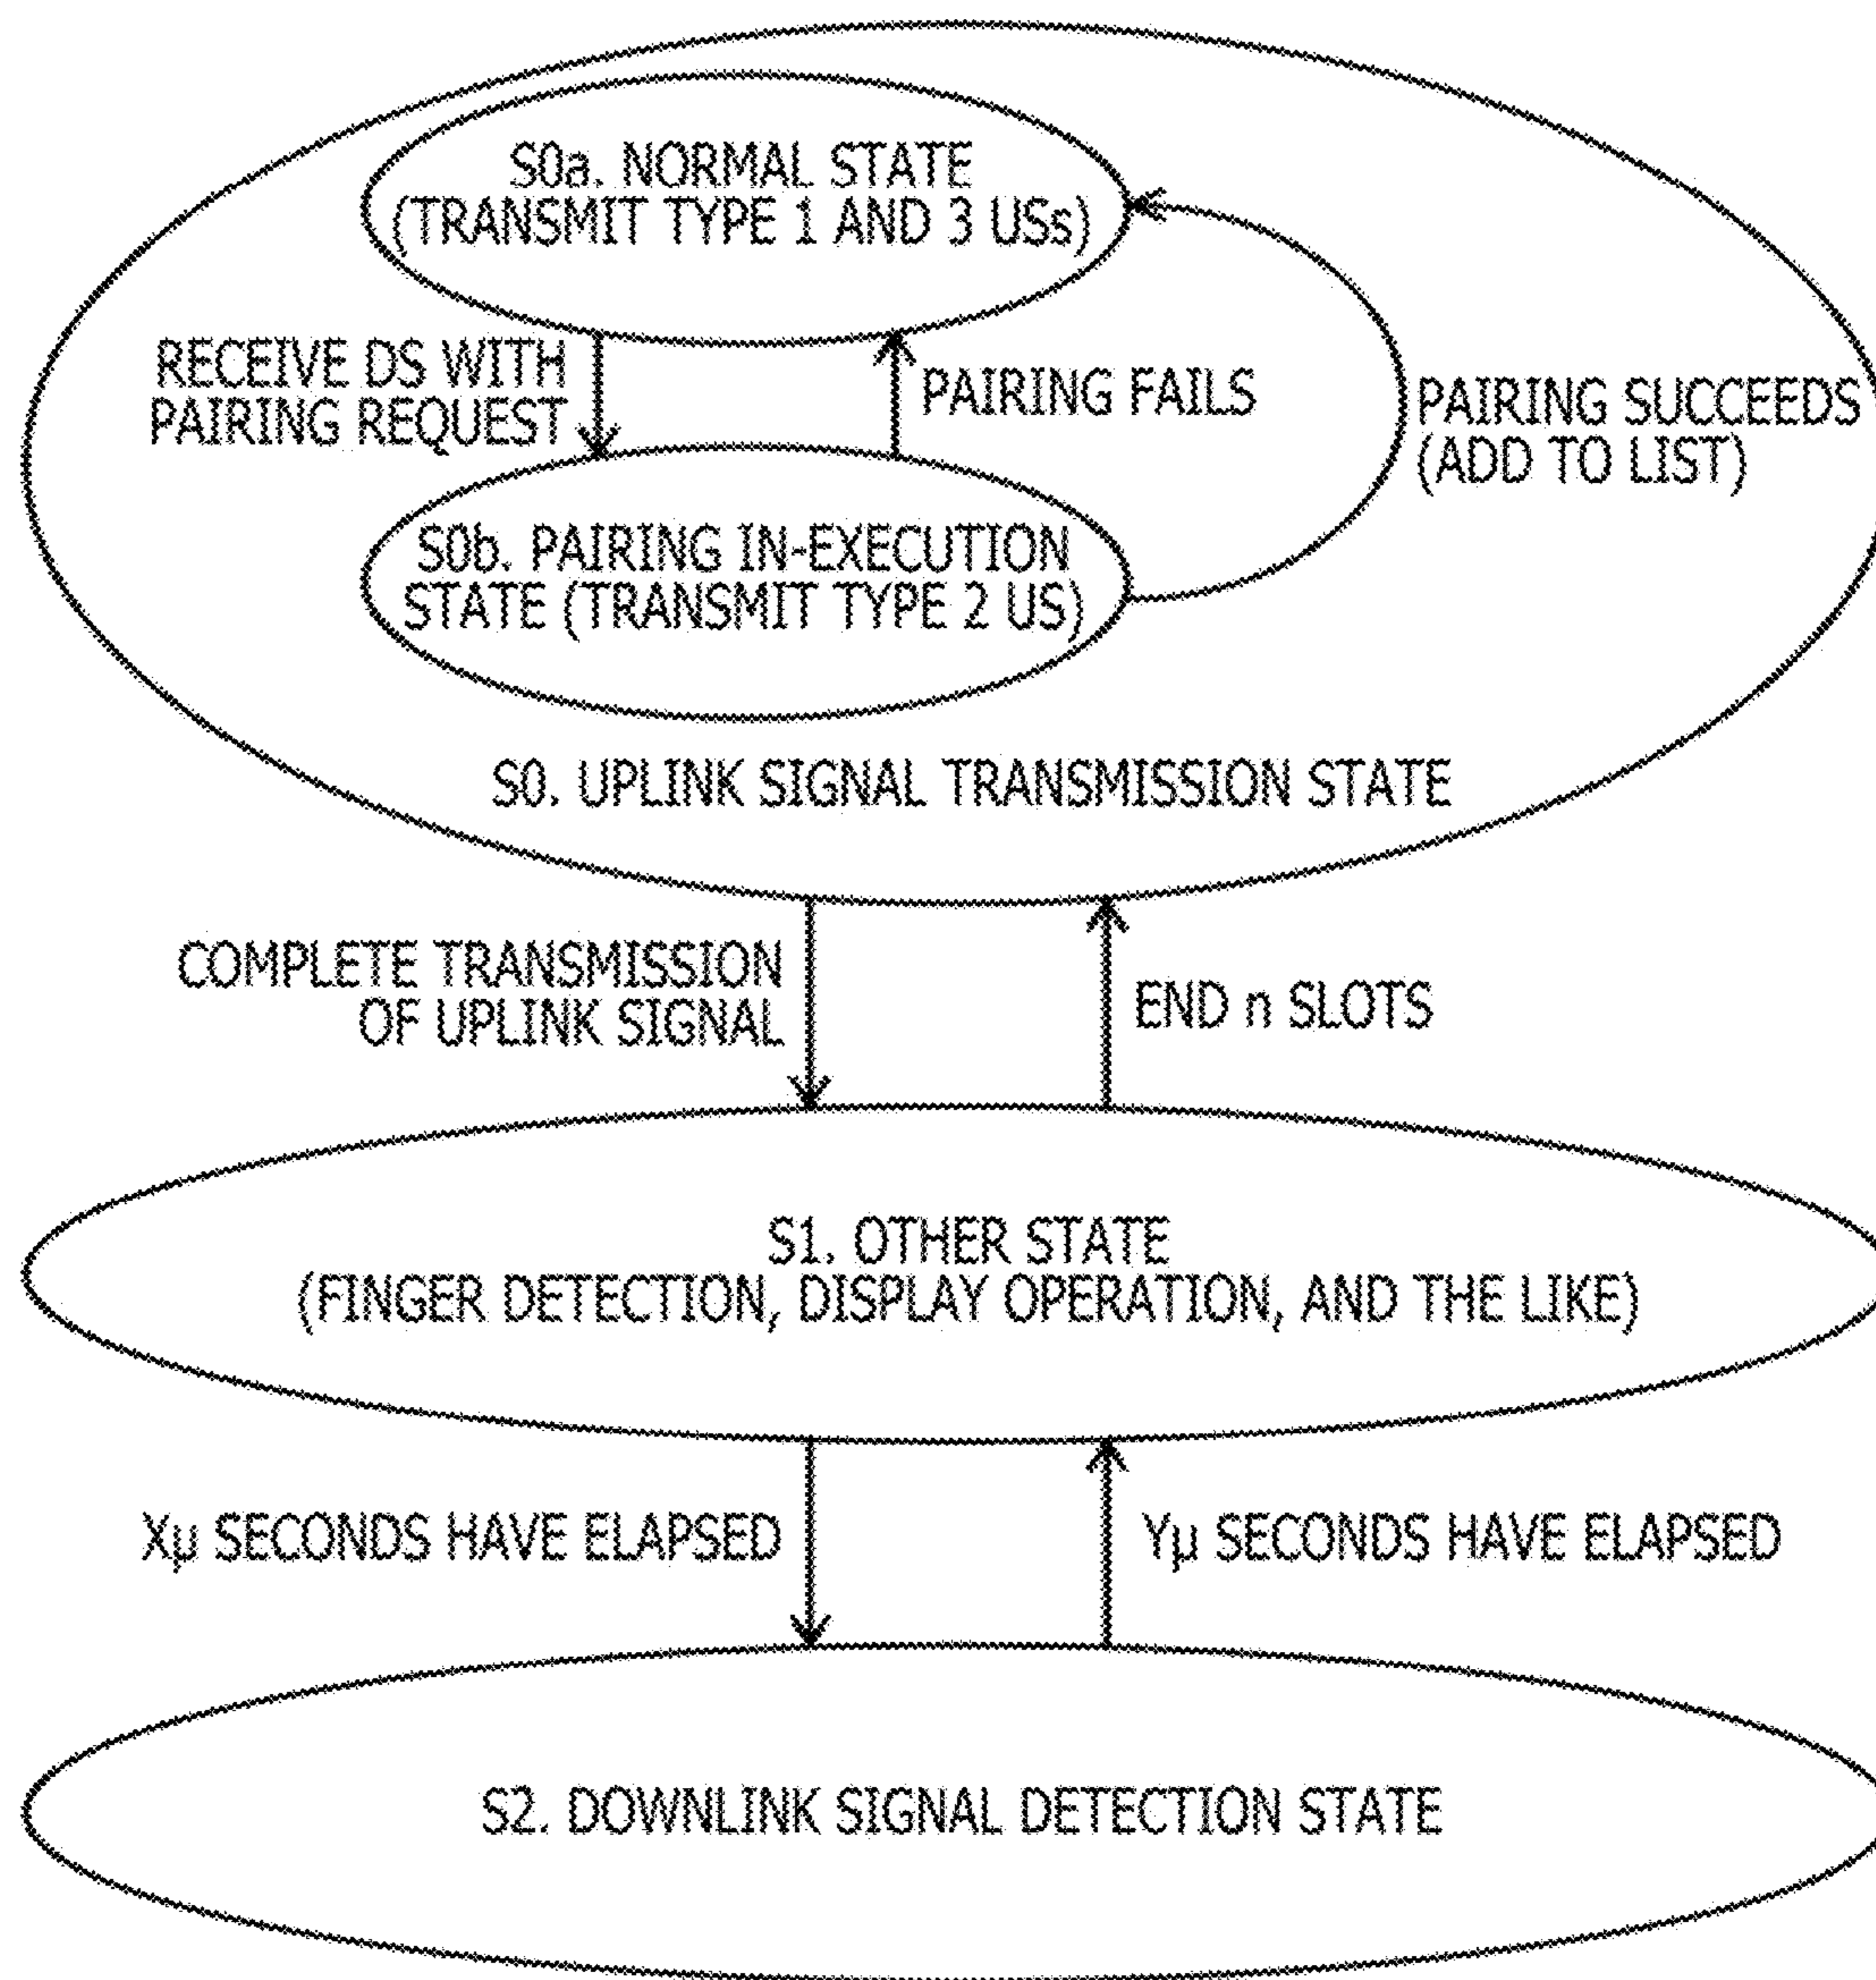 S0a. NORMAL STATE
(TRANSMIT TYPE 1 AND 3 USs)
RECEIVE DS WITH
PAIRING REQUEST
PAIRING FAILS
PAIRING SUCCEEDS
(ADD TO LIST)
S0b. PAIRING IN-EXECUTION
STATE (TRANSMIT TYPE 2 US)
S0. UPLINK SIGNAL TRANSMISSION STATE
COMPLETE TRANSMISSION
OF UPLINK SIGNAL
END n SLOTS
S1. OTHER STATE
(FINGER DETECTION, DISPLAY OPERATION, AND THE LIKE)
Xµ SECONDS HAVE ELAPSED
Yµ SECONDS HAVE ELAPSED
S2. DOWNLINK SIGNAL DETECTION STATE